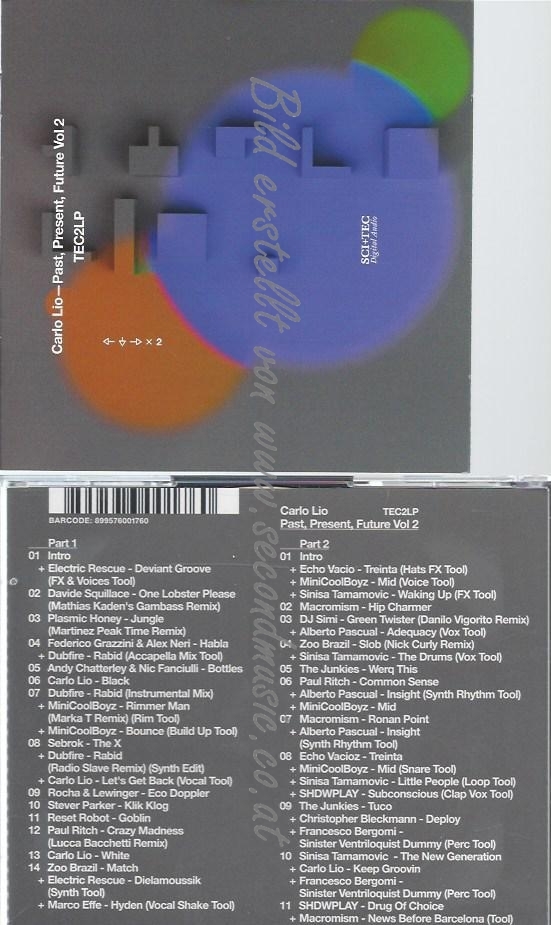 Carlo Lio—Past, Present, Future Vol 2
TEC2LP
× 2
SCI+TEC
Digital Audio
Bild erstellt von www.secondmusic.co.at
BARCODE: 899576001760
Part 1
01 Intro
+ Electric Rescue - Deviant Groove
(FX & Voices Tool)
02 Davide Squillace - One Lobster Please
(Mathias Kaden's Gambass Remix)
03 Plasmic Honey - Jungle
(Martinez Peak Time Remix)
04 Federico Grazzini & Alex Neri - Habla
+ Dubfire - Rabid (Accapella Mix Tool)
05 Andy Chatterley & Nic Fanciulli - Bottles
06 Carlo Lio - Black
07 Dubfire - Rabid (Instrumental Mix)
+ MiniCoolBoyz - Rimmer Man
(Marka T Remix) (Rim Tool)
+ MiniCoolBoyz - Bounce (Build Up Tool)
08 Sebrok - The X
+ Dubfire - Rabid
(Radio Slave Remix) (Synth Edit)
+ Carlo Lio - Let's Get Back (Vocal Tool)
09 Rocha & Lewinger - Eco Doppler
10 Stever Parker - Klik Klog
11 Reset Robot - Goblin
12 Paul Ritch - Crazy Madness
(Lucca Bacchetti Remix)
13 Carlo Lio - White
14 Zoo Brazil - Match
+ Electric Rescue - Dielamoussik
(Synth Tool)
+ Marco Effe - Hyden (Vocal Shake Tool)
Carlo Lio TEC2LP
Past, Present, Future Vol 2
Part 2
01 Intro
+ Echo Vacio - Treinta (Hats FX Tool)
+ MiniCoolBoyz - Mid (Voice Tool)
+ Sinisa Tamamovic - Waking Up (FX Tool)
02 Macromism - Hip Charmer
03 DJ Simi - Green Twister (Danilo Vigorito Remix)
+ Alberto Pascual - Adequacy (Vox Tool)
04 Zoo Brazil - Slob (Nick Curly Remix)
+ Sinisa Tamamovic - The Drums (Vox Tool)
05 The Junkies - Werq This
06 Paul Ritch - Common Sense
+ Alberto Pascual - Insight (Synth Rhythm Tool)
+ MiniCoolBoyz - Mid
07 Macromism - Ronan Point
+ Alberto Pascual - Insight
(Synth Rhythm Tool)
08 Echo Vacioz - Treinta
+ MiniCoolBoyz - Mid (Snare Tool)
+ Sinisa Tamamovic - Little People (Loop Tool)
+ SHDWPLAY - Subconscious (Clap Vox Tool)
09 The Junkies - Tuco
+ Christopher Bleckmann - Deploy
+ Francesco Bergomi -
Sinister Ventriloquist Dummy (Perc Tool)
10 Sinisa Tamamovic - The New Generation
+ Carlo Lio - Keep Groovin
+ Francesco Bergomi -
Sinister Ventriloquist Dummy (Perc Tool)
11 SHDWPLAY - Drug Of Choice
+ Macromism - News Before Barcelona (Tool)